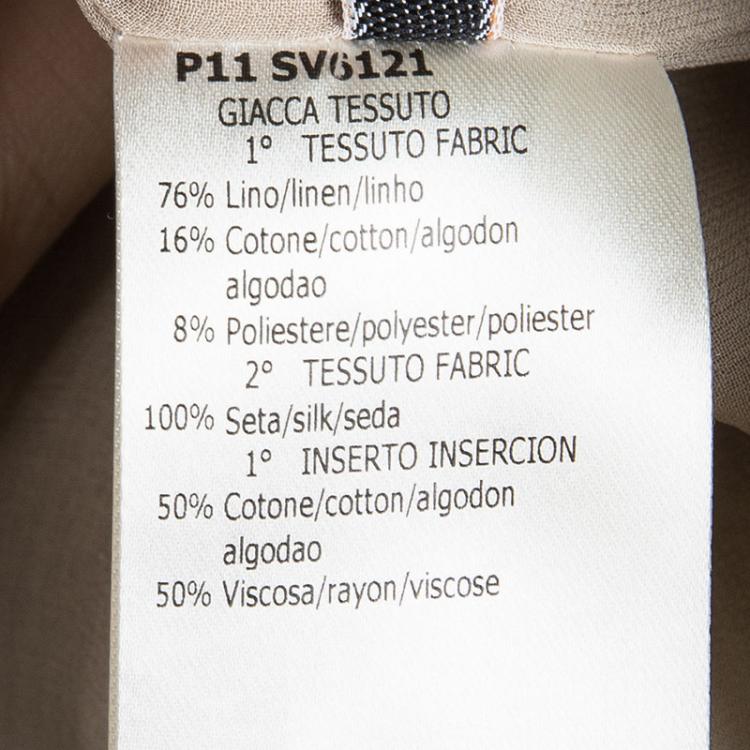 P11 SV6121
GIACCA TESSUTO
1° TESSUTO FABRIC
76% Lino/linen/linho
16% Cotone/cotton/algodon
algodao
8% Poliestere/polyester/poliester
2° TESSUTO FABRIC
100% Seta/silk/seda
1° INSERTO INSERCION
50% Cotone/cotton/algodon
algodao
50% Viscosa/rayon/viscose